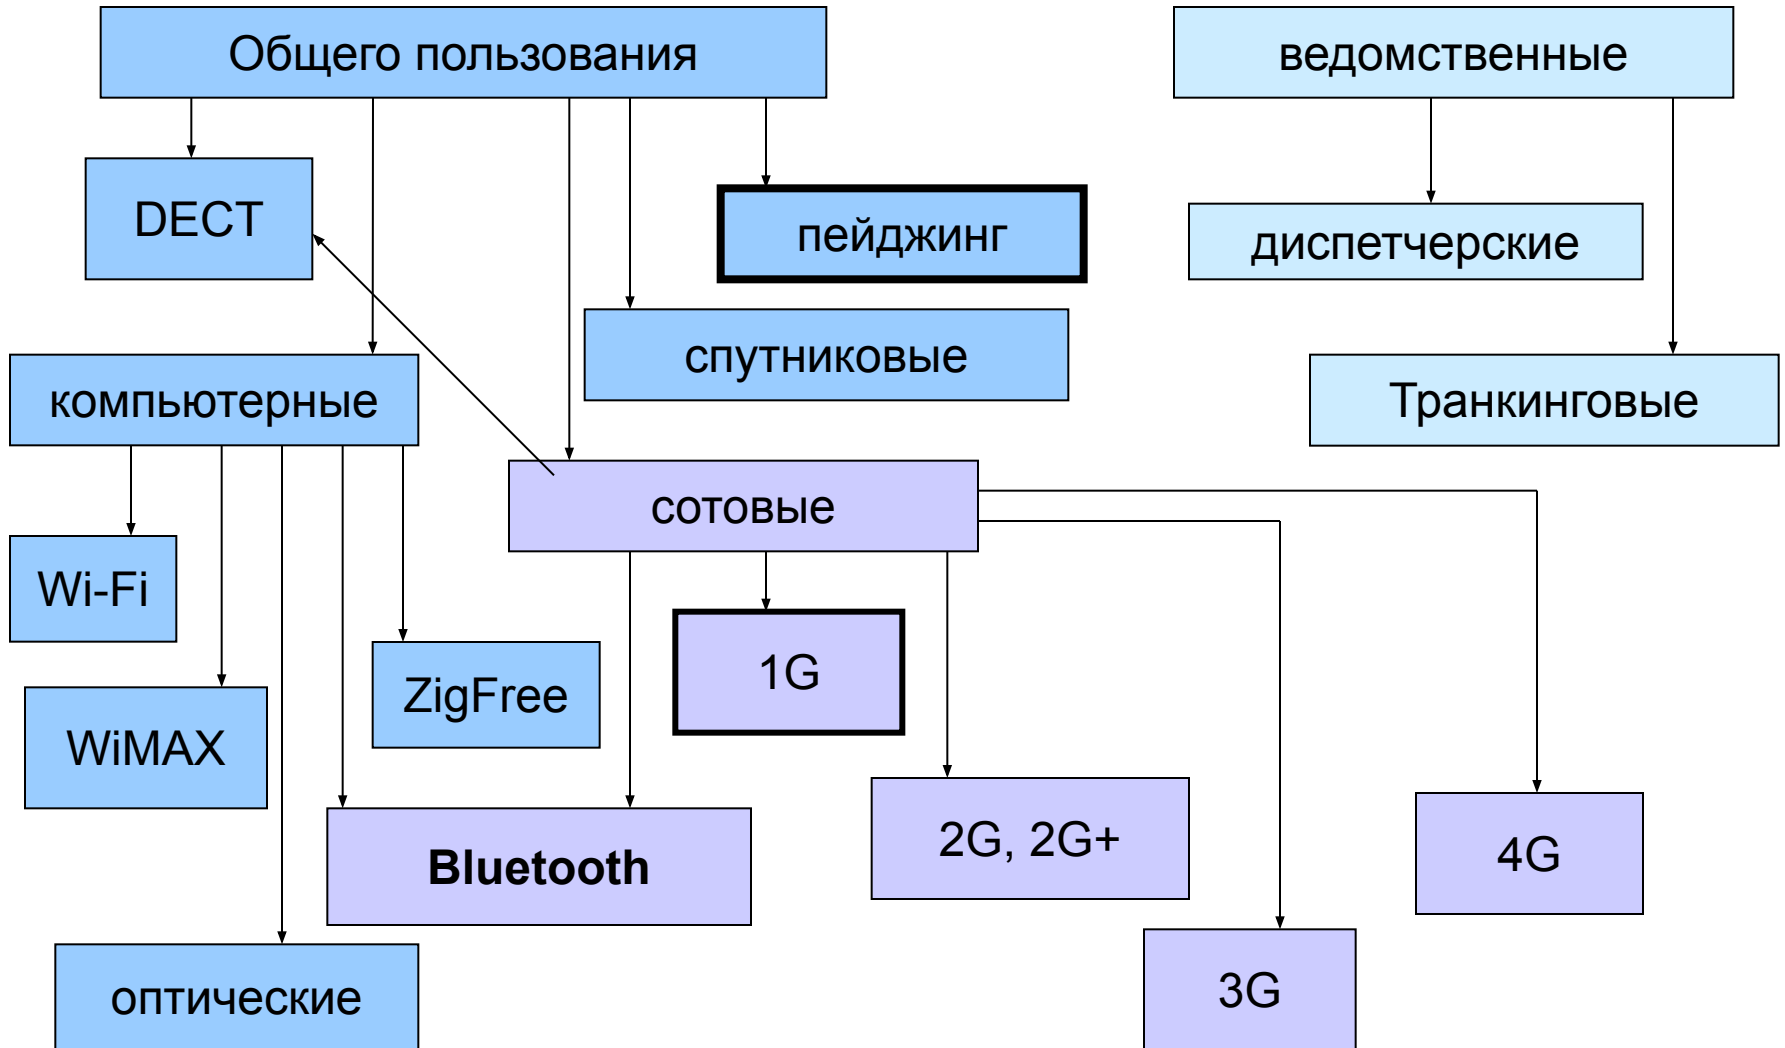 Общего пользования
ведомственные
DECT
пейджинг
диспетчерские
спутниковые
компьютерные
Транкинговые
сотовые
Wi-Fi
1G
ZigFree
WiMAX
2G, 2G+
4G
Bluetooth
3G
оптические